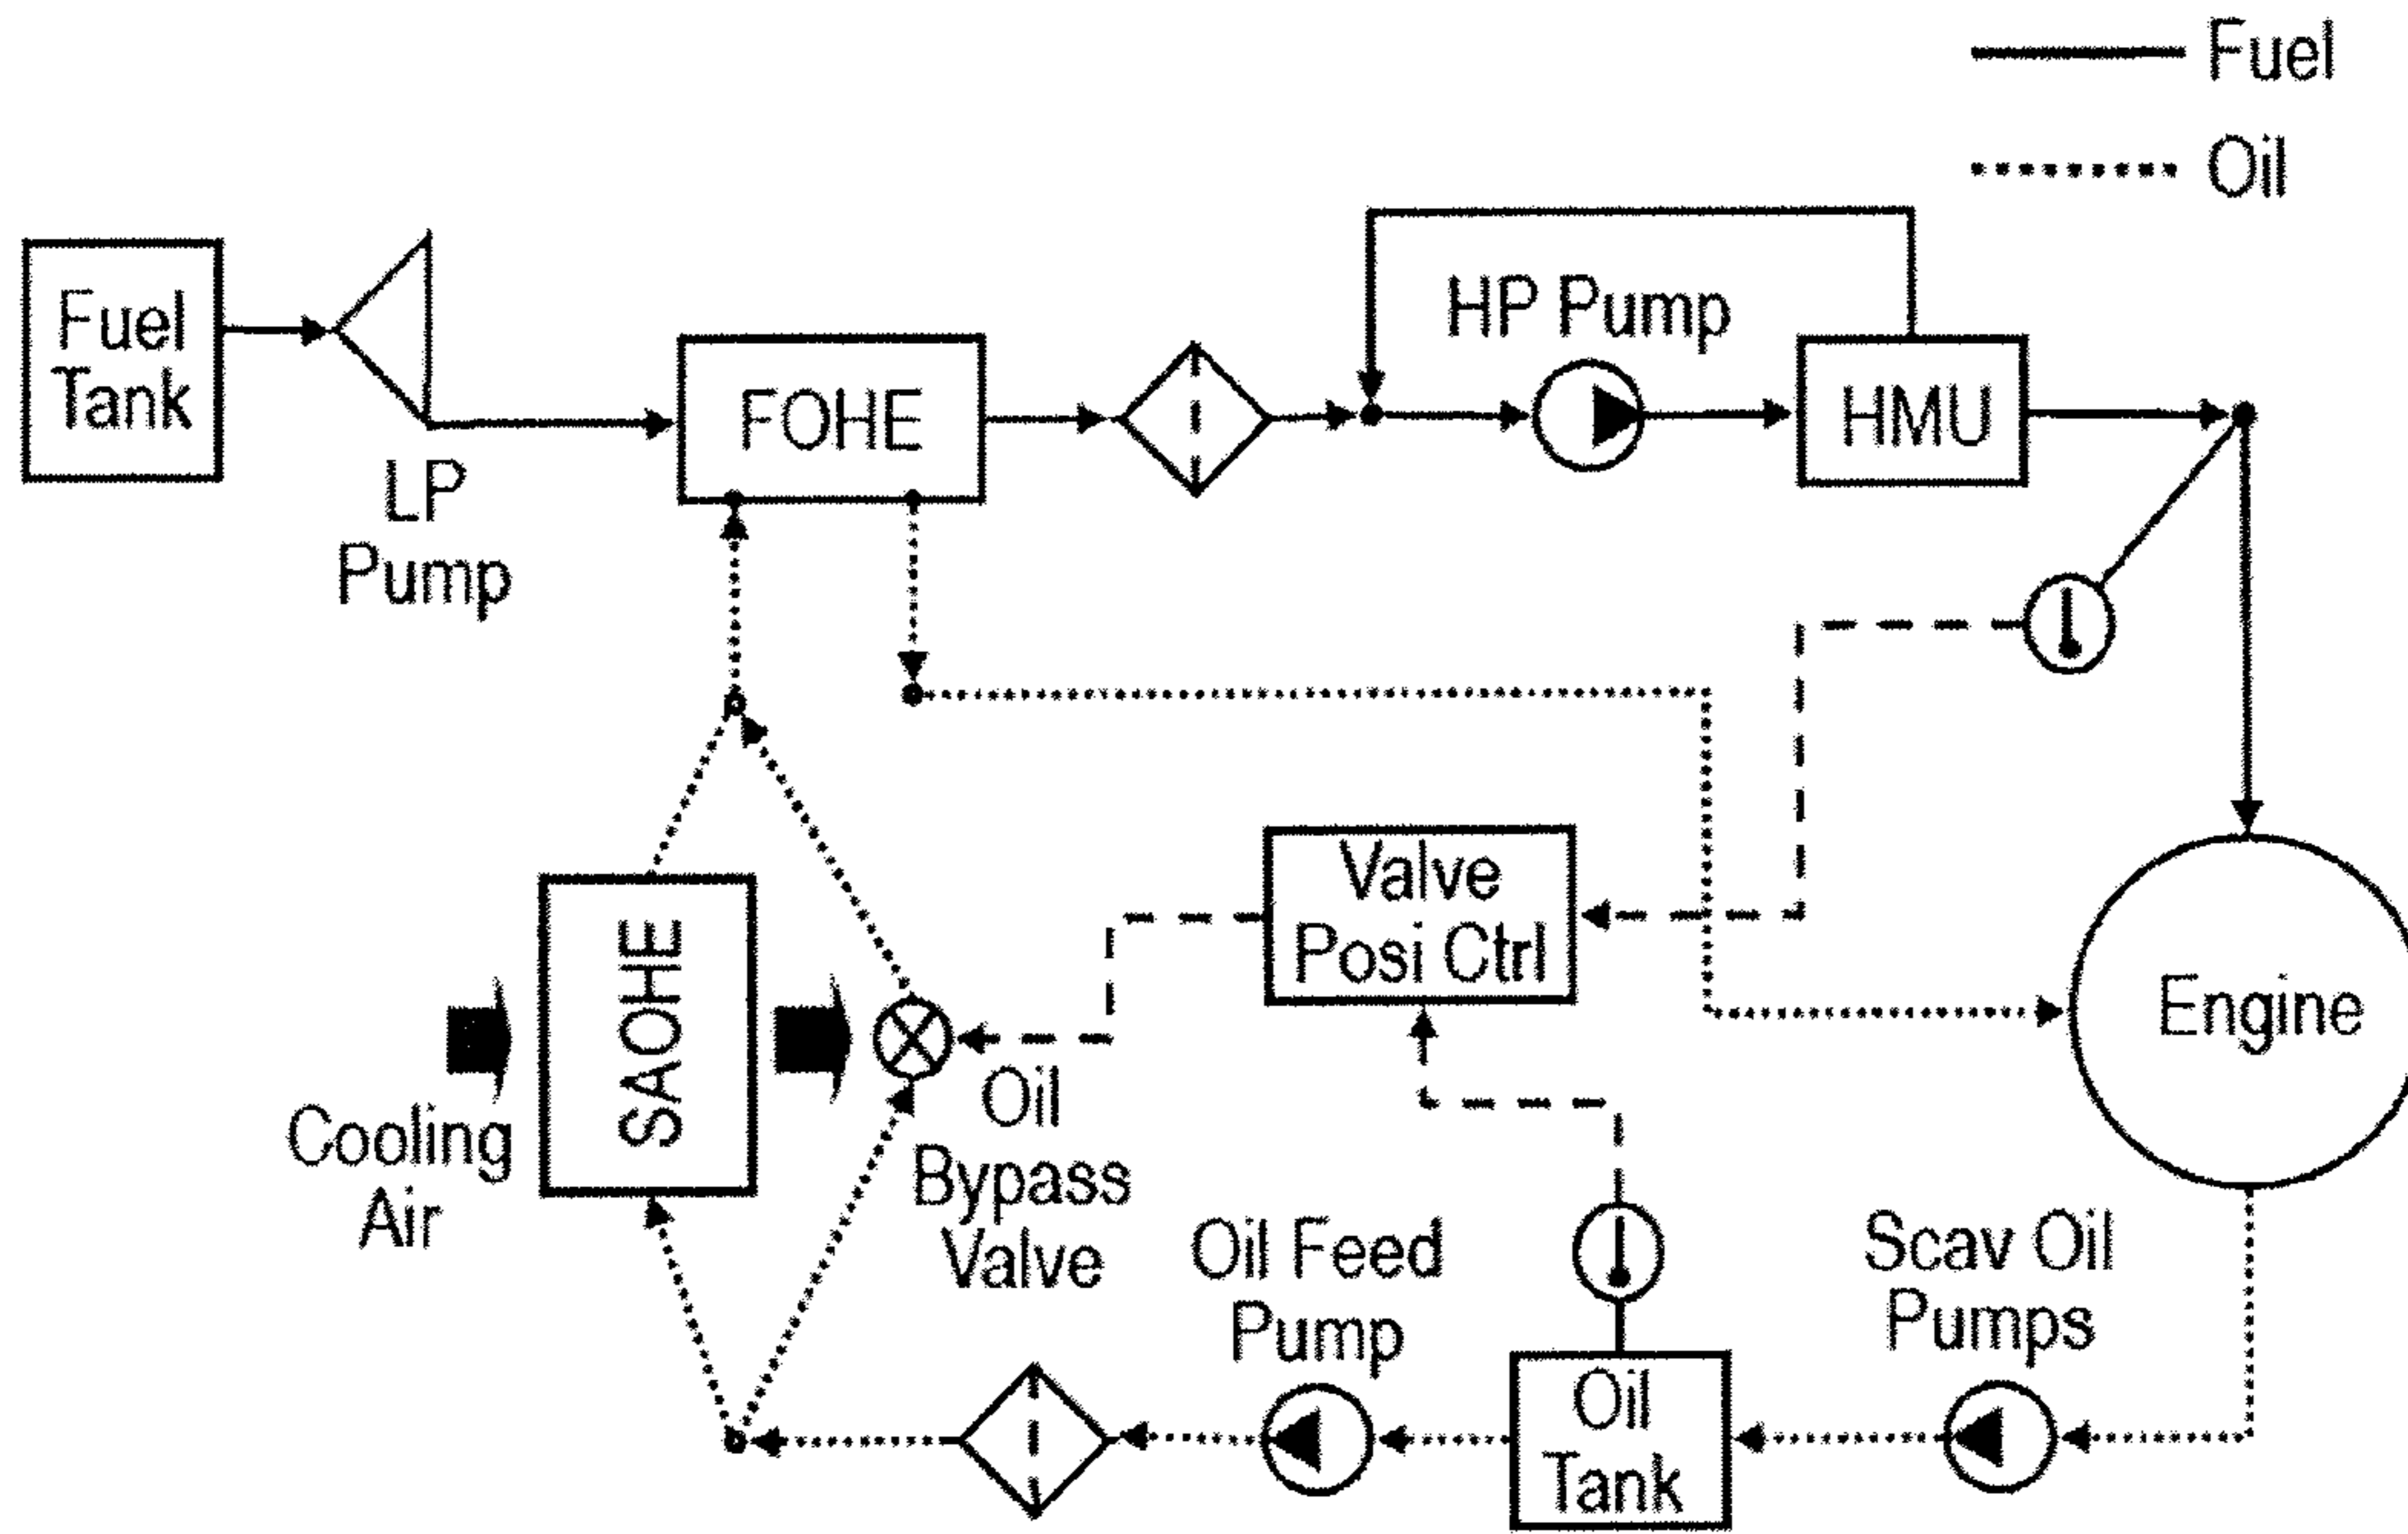 Fuel
Oil
Fuel
Tank
LP
Pump
FOHE
HP Pump
HMU
Valve
Posi Ctrl
SAOHE
Cooling
Air
Oil
Bypass
Valve
Engine
Oil Feed
Pump
Oil
Tank
Scav Oil
Pumps